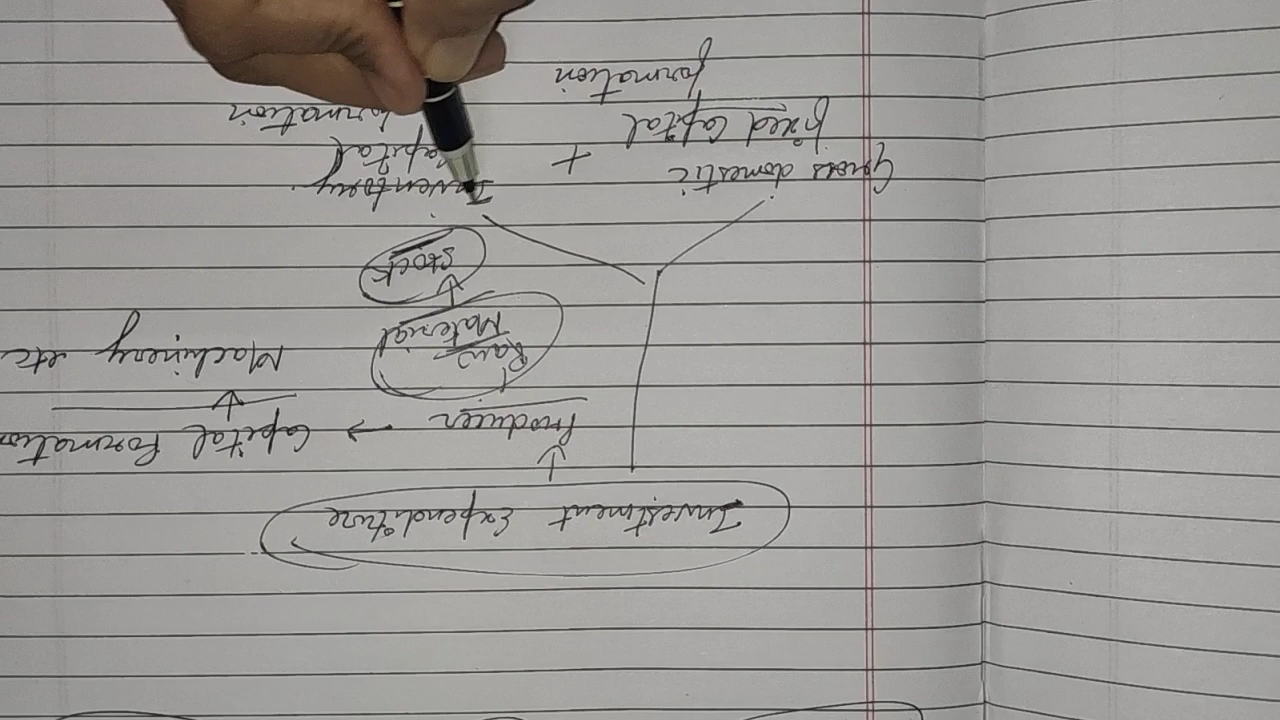 Investment Expenditure
Producer → Capital Formation
Machinery etc
Raw
Material
Stock
Gross domestic
fixed capital
formation
+
Inventory
capital
formation